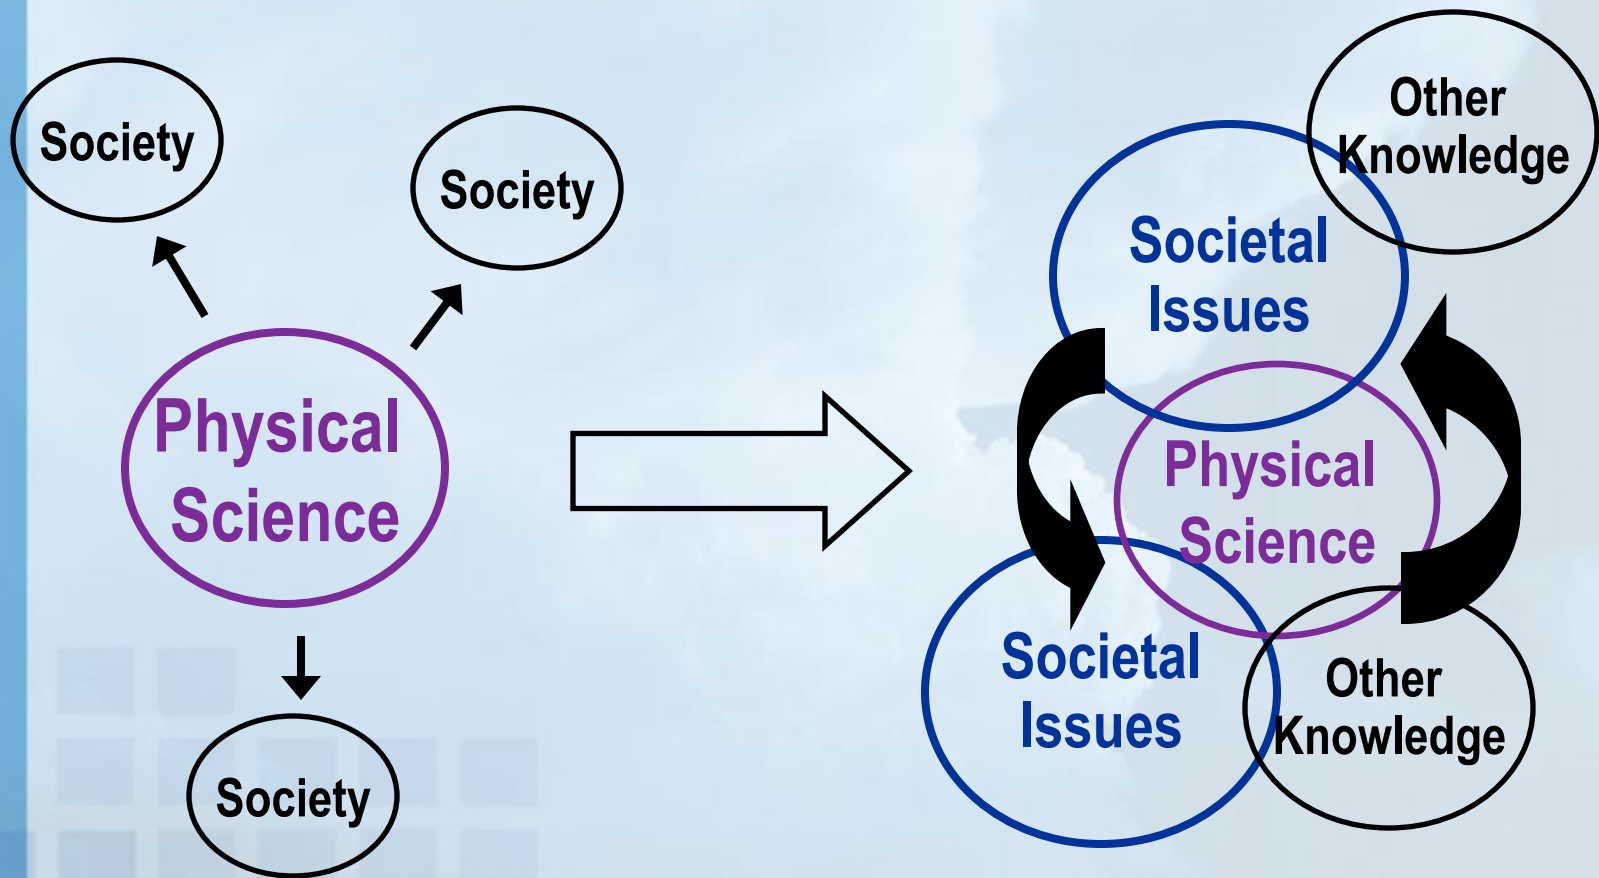 Society
Society
Physical
Science
Society
Other
Knowledge
Societal
Issues
Physical
Science
Societal
Issues
Other
Knowledge